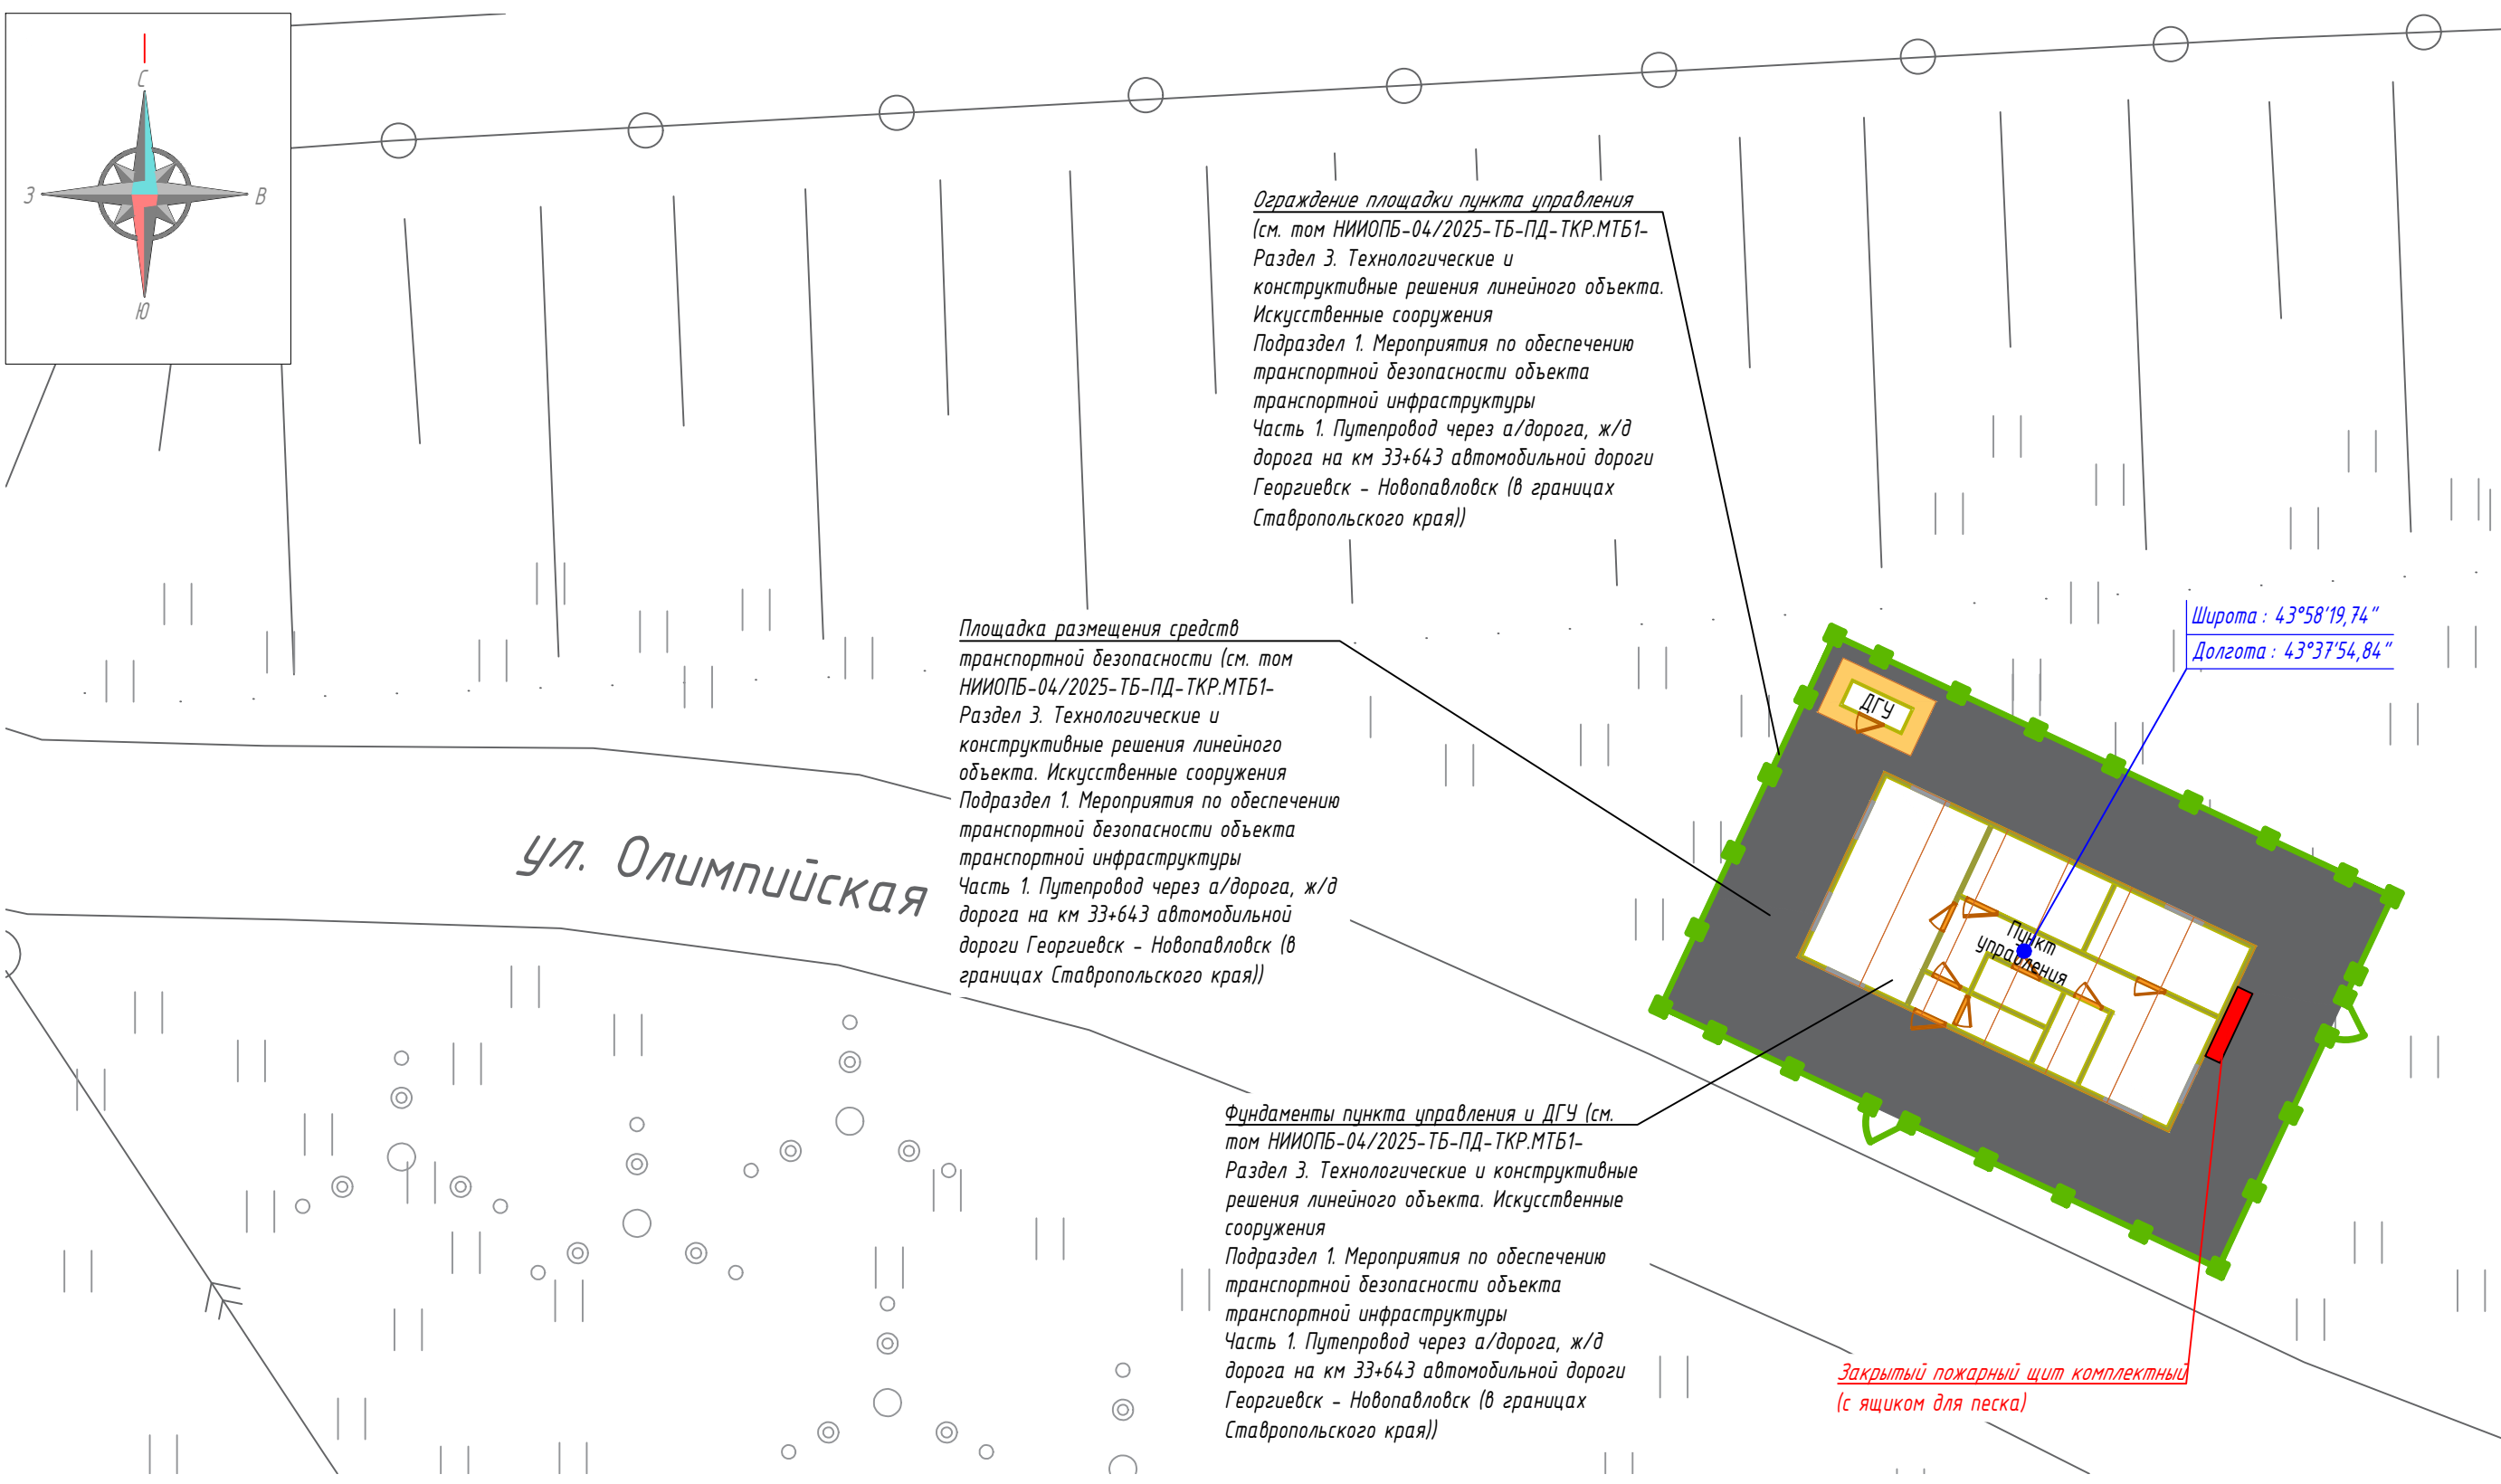 С
З
В
Ю
Ограждение площадки пункта управления
(см. том НИИОПБ-04/2025-ТБ-ПД-ТКР.МТБ1-
Раздел 3. Технологические и
конструктивные решения линейного объекта.
Искусственные сооружения
Подраздел 1. Мероприятия по обеспечению
транспортной безопасности объекта
транспортной инфраструктуры
Часть 1. Путепровод через а/дорога, ж/д
дорога на км 33+643 автомобильной дороги
Георгиевск - Новопавловск (в границах
Ставропольского края))
Площадка размещения средств
транспортной безопасности (см. том
НИИОПБ-04/2025-ТБ-ПД-ТКР.МТБ1-
Раздел 3. Технологические и
конструктивные решения линейного
объекта. Искусственные сооружения
Подраздел 1. Мероприятия по обеспечению
транспортной безопасности объекта
транспортной инфраструктуры
Часть 1. Путепровод через а/дорога, ж/д
дорога на км 33+643 автомобильной
дороги Георгиевск - Новопавловск (в
границах Ставропольского края))
Широта : 43°58'19,74"
Долгота : 43°37'54,84"
ДГУ
ул. Олимпийская
Пункт
управления
Фундаменты пункта управления и ДГУ (см.
том НИИОПБ-04/2025-ТБ-ПД-ТКР.МТБ1-
Раздел 3. Технологические и конструктивные
решения линейного объекта. Искусственные
сооружения
Подраздел 1. Мероприятия по обеспечению
транспортной безопасности объекта
транспортной инфраструктуры
Часть 1. Путепровод через а/дорога, ж/д
дорога на км 33+643 автомобильной дороги
Георгиевск - Новопавловск (в границах
Ставропольского края))
Закрытый пожарный щит комплектный
(с ящиком для песка)